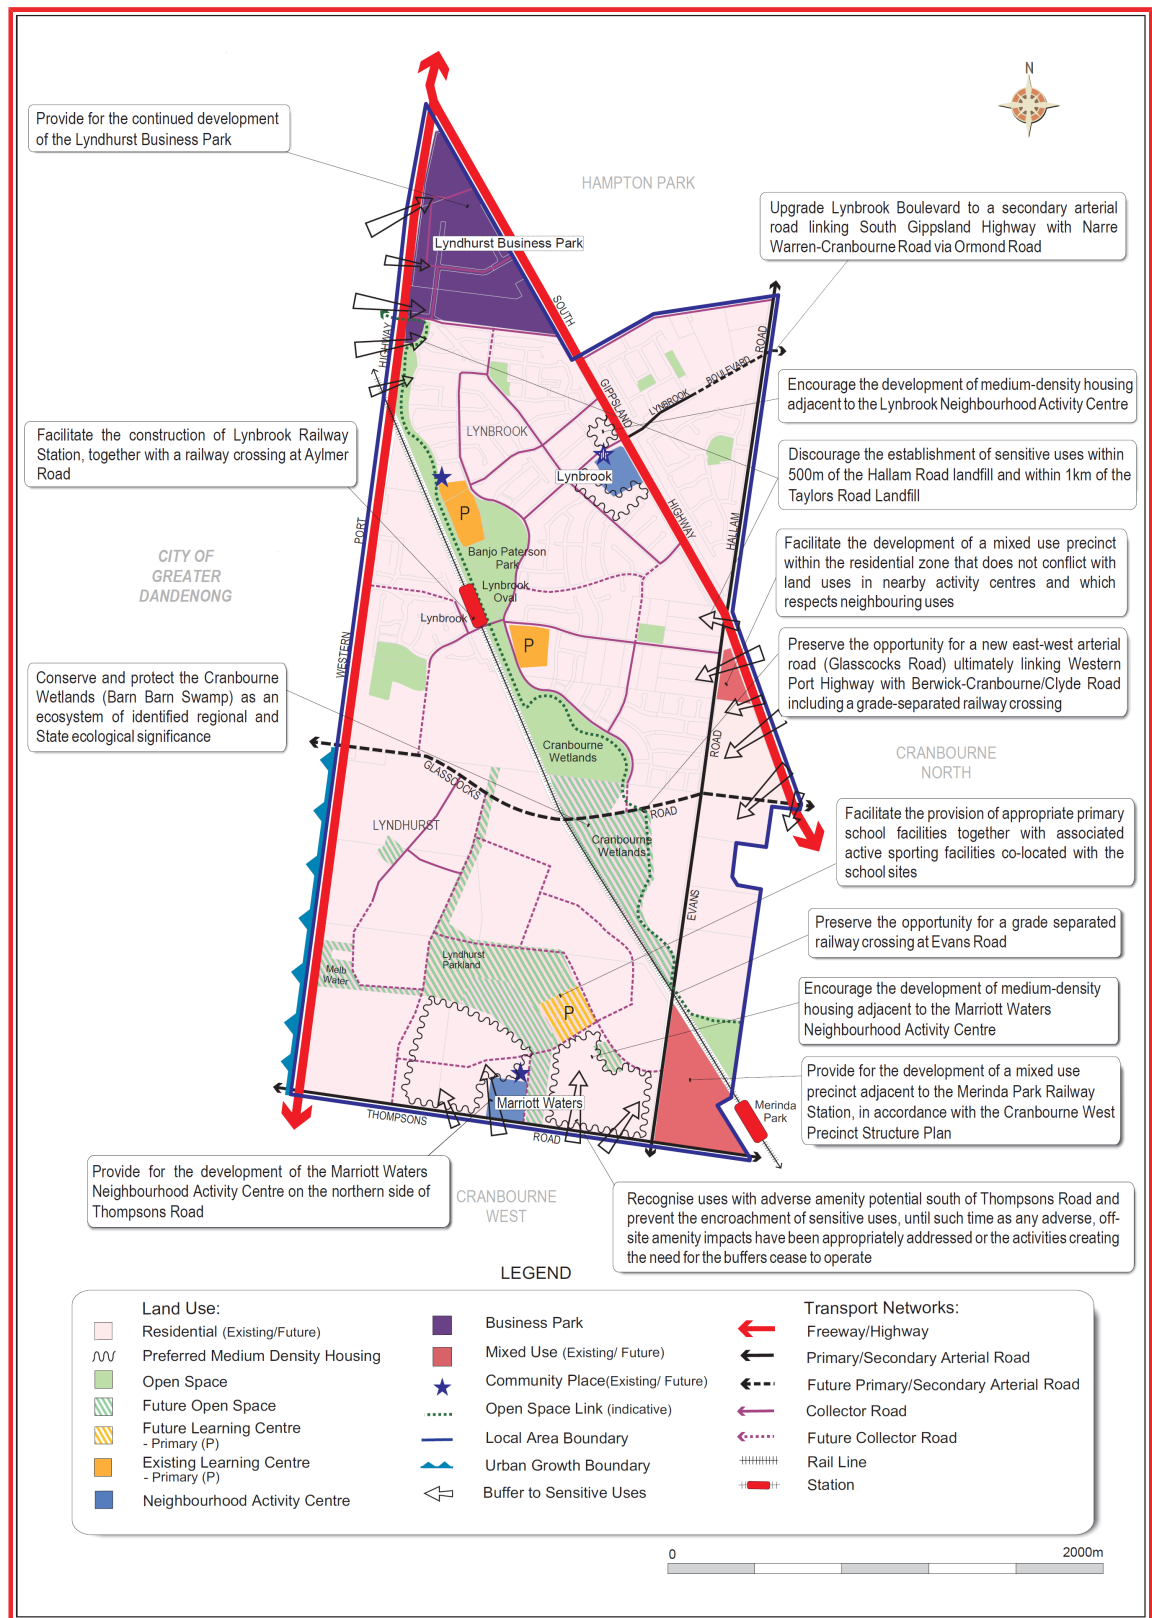 N
Provide for the continued development
of the Lyndhurst Business Park
HAMPTON PARK
Upgrade Lynbrook Boulevard to a secondary arterial
road linking South Gippsland Highway with Narre
Warren-Cranbourne Road via Ormond Road
Lyndhurst Business Park
SOUTH
HIGHWAY
ROAD
BOULEVARD
LYNBROOK
GIPPSLAND
Encourage the development of medium-density housing
adjacent to the Lynbrook Neighbourhood Activity Centre
Facilitate the construction of Lynbrook Railway
Station, together with a railway crossing at Aylmer
Road
LYNBROOK
Lynbrook
Discourage the establishment of sensitive uses within
500m of the Hallam Road landfill and within 1km of the
Taylors Road Landfill
P
HIGHWAY
HALLAM
PORT
CITY OF
GREATER
DANDENONG
Banjo Paterson
Park
Lynbrook
Oval
Lynbrook
Facilitate the development of a mixed use precinct
within the residential zone that does not conflict with
land uses in nearby activity centres and which
respects neighbouring uses
P
WESTERN
Preserve the opportunity for a new east-west arterial
road (Glasscocks Road) ultimately linking Western
Port Highway with Berwick-Cranbourne/Clyde Road
including a grade-separated railway crossing
Conserve and protect the Cranbourne
Wetlands (Barn Barn Swamp) as an
ecosystem of identified regional and
State ecological significance
Cranbourne
Wetlands
ROAD
CRANBOURNE
NORTH
GLASSCOCKS
ROAD
LYNDHURST
Cranbourne
Wetlands
Facilitate the provision of appropriate primary
school facilities together with associated
active sporting facilities co-located with the
school sites
EVANS
Preserve the opportunity for a grade separated
railway crossing at Evans Road
Lyndhurst
Parkland
Melb
Water
P
Encourage the development of medium-density
housing adjacent to the Marriott Waters
Neighbourhood Activity Centre
Provide for the development of a mixed use
precinct adjacent to the Merinda Park Railway
Station, in accordance with the Cranbourne West
Precinct Structure Plan
Marriott Waters
Merinda
Park
THOMPSONS
ROAD
Provide for the development of the Marriott Waters
Neighbourhood Activity Centre on the northern side of
Thompsons Road
CRANBOURNE
WEST
Recognise uses with adverse amenity potential south of Thompsons Road and
prevent the encroachment of sensitive uses, until such time as any adverse, off-
site amenity impacts have been appropriately addressed or the activities creating
the need for the buffers cease to operate
LEGEND
Land Use:
Residential (Existing/Future)
Preferred Medium Density Housing
Open Space
Future Open Space
Future Learning Centre
- Primary (P)
Existing Learning Centre
- Primary (P)
Neighbourhood Activity Centre
Business Park
Mixed Use (Existing/ Future)
Community Place(Existing/ Future)
Open Space Link (indicative)
Local Area Boundary
Urban Growth Boundary
Buffer to Sensitive Uses
Transport Networks:
Freeway/Highway
Primary/Secondary Arterial Road
Future Primary/Secondary Arterial Road
Collector Road
Future Collector Road
Rail Line
Station
0
2000m